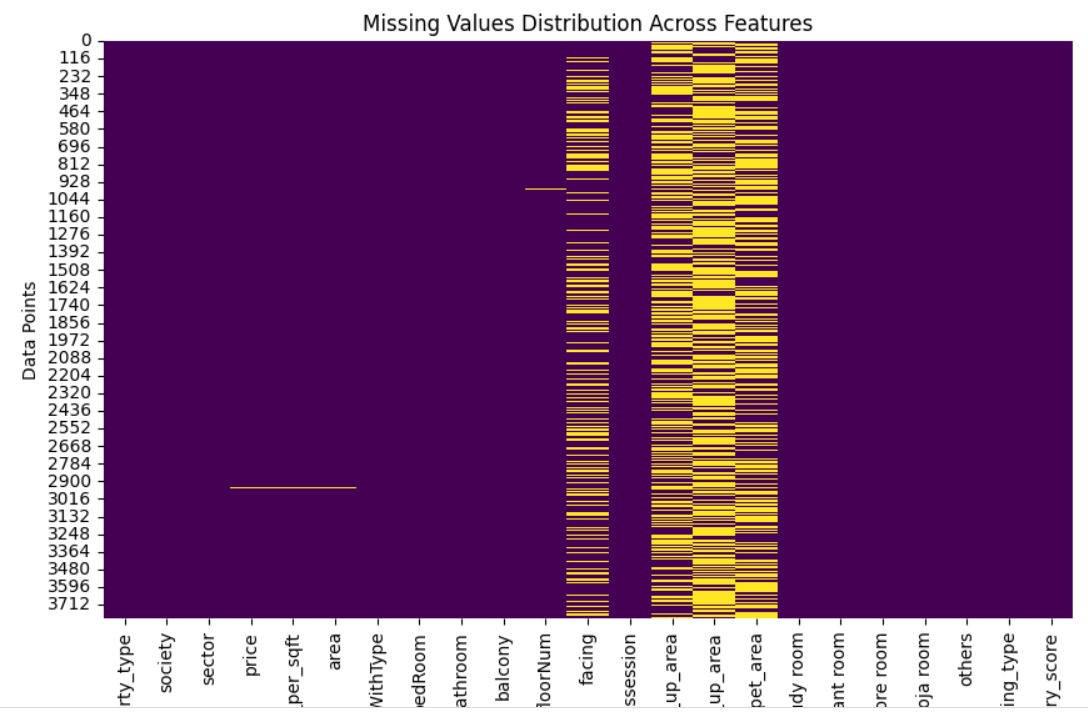 Missing Values Distribution Across Features
Data Points
0
116
232
348
464
580
696
812
928
1044
1160
1276
1392
1508
1624
1740
1856
1972
2088
2204
2320
2436
2552
2668
2784
2900
3016
3132
3248
3364
3480
3596
3712
rty_type
society
sector
price
_per_sqft
area
WithType
edRoom
athroom
balcony
loorNum
facing
ssession
_up_area
_up_area
pet_area
dy room
ant room
ore room
oja room
others
ing_type
ry_score